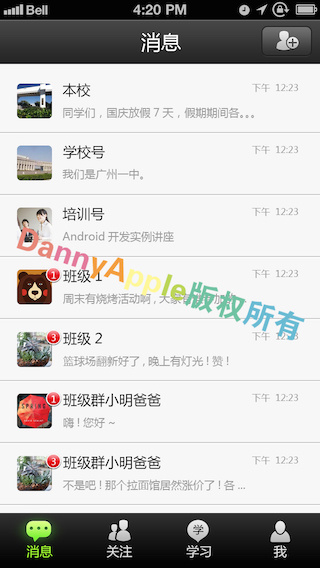 Bell 4:20 PM
消息
本校 下午 12:23
同学们，国庆放假 7 天，假期期间各。。。
学校号 下午 12:23
我们是广州一中。
培训号 下午 12:23
Android 开发实例讲座
DannyApple版权所有
班级 1
周末有烧烤活动啊，大家
班级 2 下午 12:23
篮球场翻新好了，晚上有灯光！赞！
班级群小明爸爸 下午 12:23
嗨！您好 ~
班级群小明爸爸 下午 12:23
不是吧！那个拉面馆居然涨价了！各 ...
1
3
1
3
消息 关注 学习 我
学